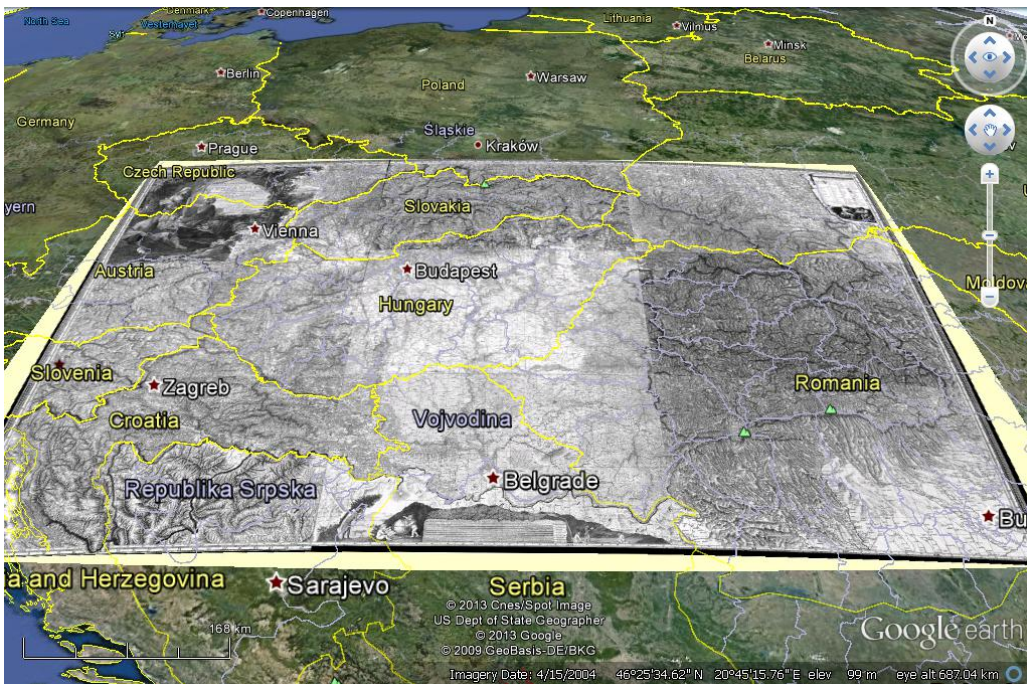 North Sea
Denmark
Copenhagen
Lithuania
Vilnius
Minsk
Belarus
N
Berlin
Poland
Warsaw
Germany
Śląskie
Kraków
Prague
Czech Republic
yern
Slovakia
Vienna
Austria
Budapest
Hungary
Moldova
Slovenia
Zagreb
Romania
Croatia
Vojvodina
Republika Srpska
Belgrade
Bu
a and Herzegovina
Sarajevo
Serbia
© 2013 Cnes/Spot Image
US Dept of State Geographer
© 2013 Google
© 2009 GeoBasis-DE/BKG
168 km
Google earth
Imagery Date: 4/15/2004 46°25'34.62" N 20°45'15.76" E elev 99 m eye alt 687.04 km